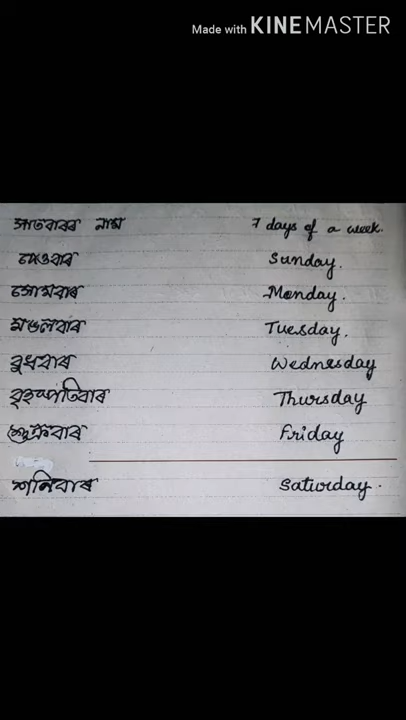 Made with KINEMASTER
সাতবাৰৰ নাম 7 days of a week.
দেওবাৰ Sunday.
সোমবাৰ Monday.
মঙলবাৰ Tuesday.
বুধবাৰ Wednesday
বৃহস্পতিবাৰ Thursday
শুক্ৰবাৰ Friday
শনিবাৰ Saturday.